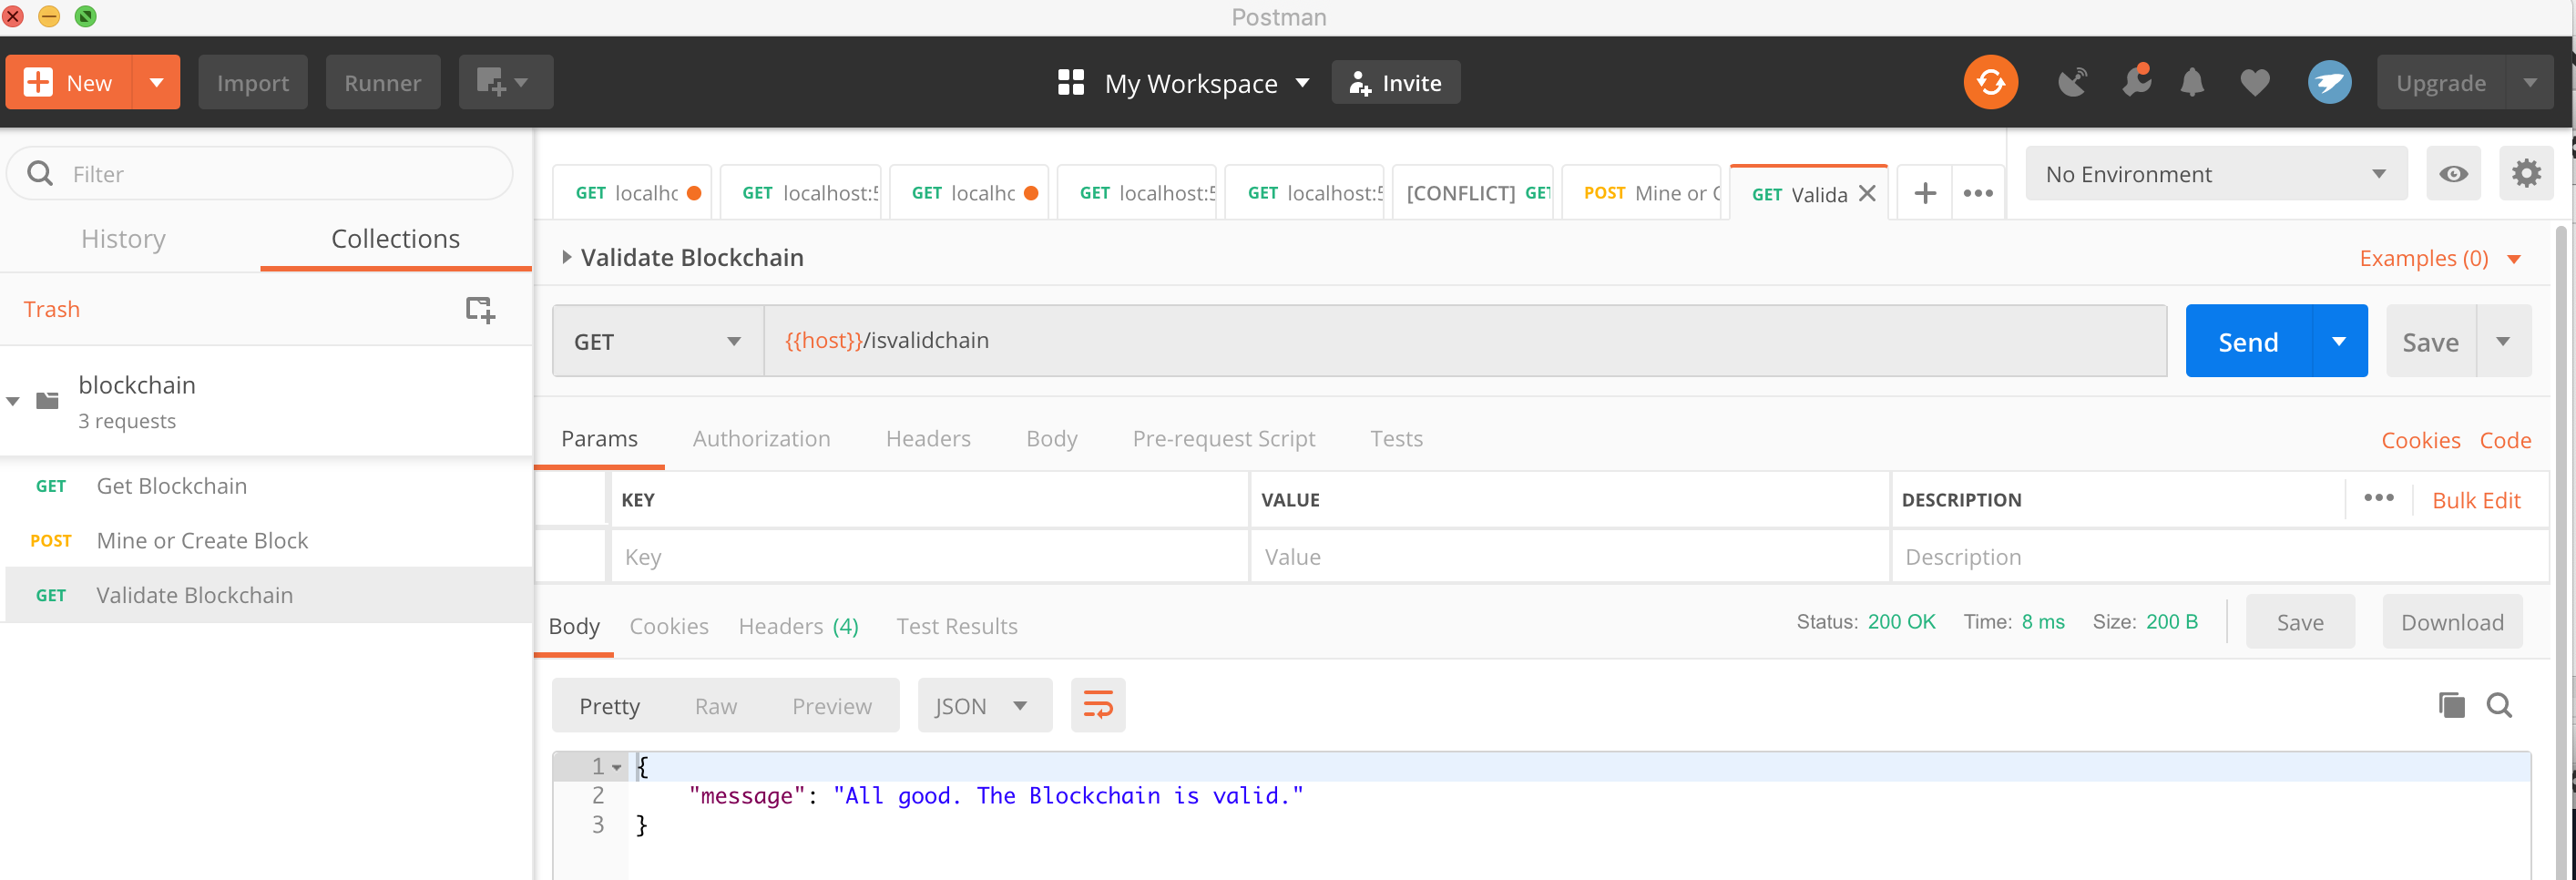 Postman
New
Import
Runner
My Workspace
Invite
Upgrade
Filter
History
Collections
Trash
blockchain
3 requests
GET Get Blockchain
POST Mine or Create Block
GET Validate Blockchain
GET localhc
GET localhost:5
GET localhc
GET localhost:5
GET localhost:5
[CONFLICT] GET
POST Mine or C
GET Valida
No Environment
Validate Blockchain
Examples (0)
GET
{{host}}/isvalidchain
Send
Save
Params
Authorization
Headers
Body
Pre-request Script
Tests
Cookies
Code
KEY
VALUE
DESCRIPTION
Bulk Edit
Key
Value
Description
Body
Cookies
Headers (4)
Test Results
Status: 200 OK
Time: 8 ms
Size: 200 B
Save
Download
Pretty
Raw
Preview
JSON
1 {
2 "message": "All good. The Blockchain is valid."
3 }